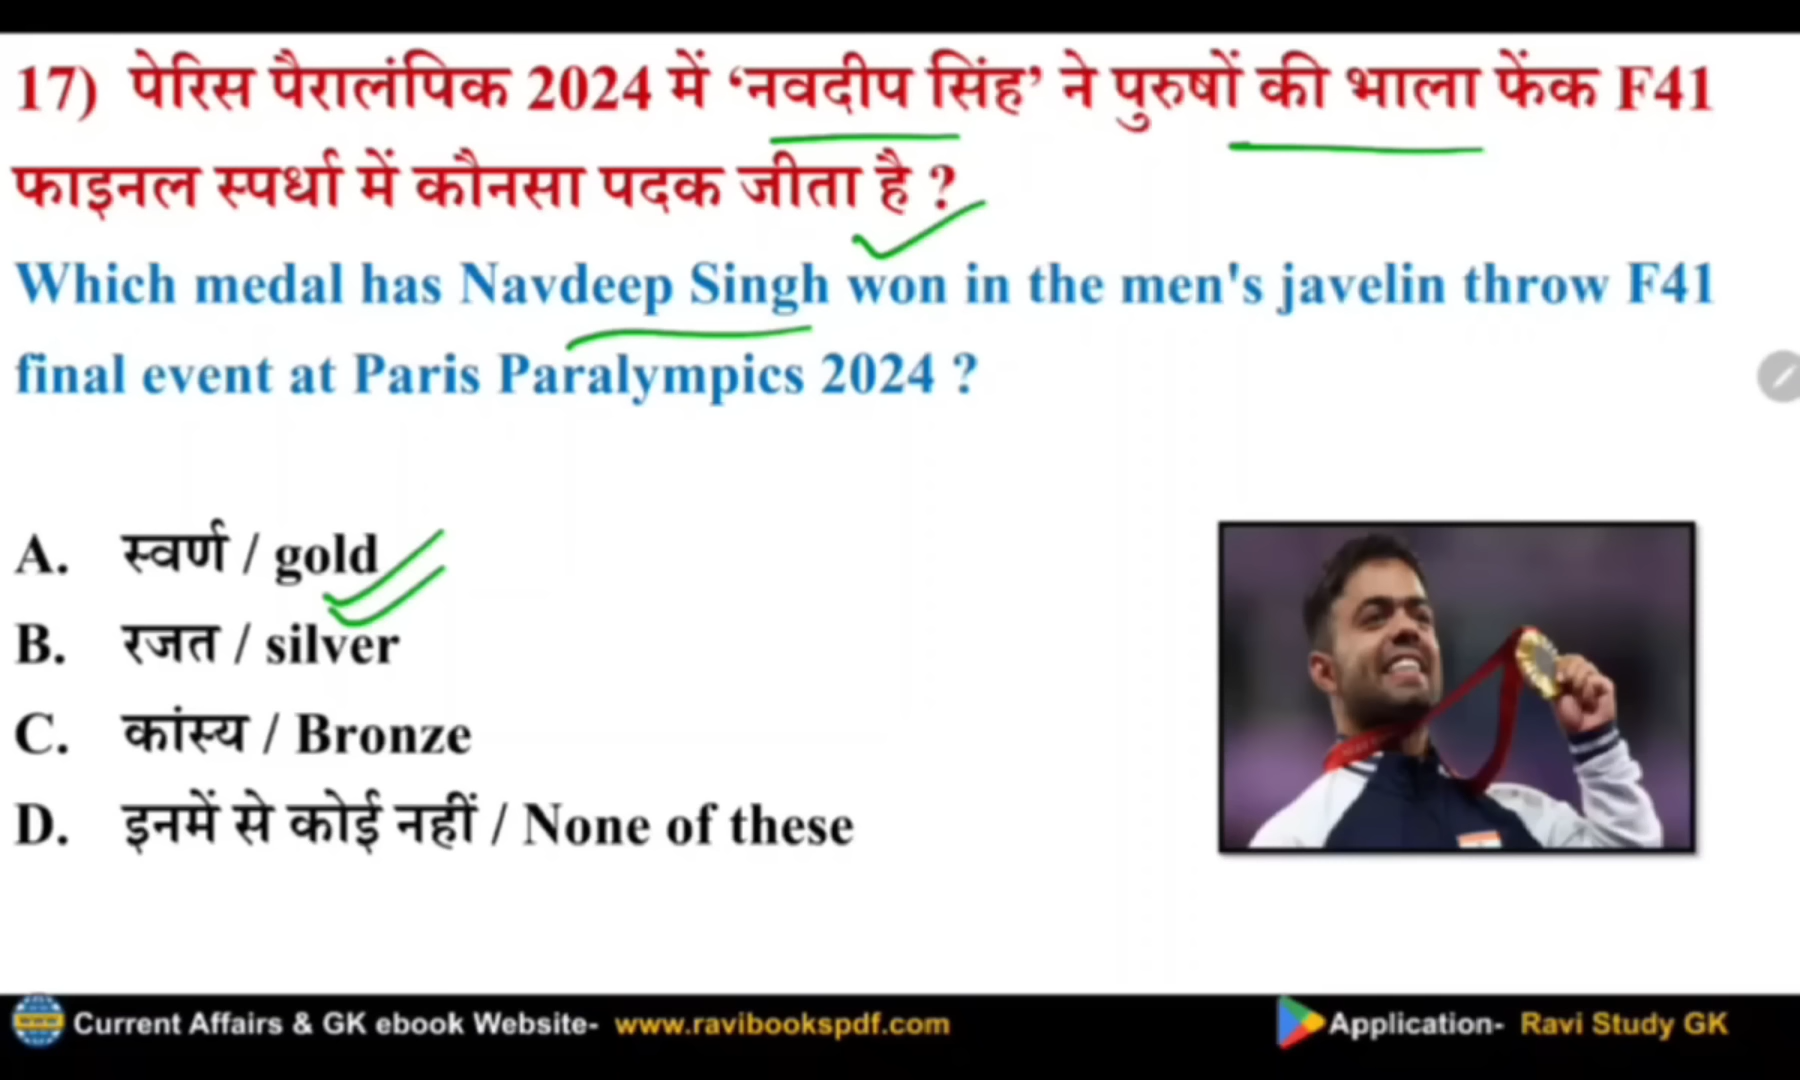 17) पेरिस पैरालंपिक 2024 में ‘नवदीप सिंह’ ने पुरुषों की भाला फेंक F41
फाइनल स्पर्धा में कौनसा पदक जीता है ?
Which medal has Navdeep Singh won in the men's javelin throw F41
final event at Paris Paralympics 2024 ?
A. स्वर्ण / gold
B. रजत / silver
C. कांस्य / Bronze
D. इनमें से कोई नहीं / None of these
Current Affairs & GK ebook Website- www.ravibookspdf.com
Application- Ravi Study GK